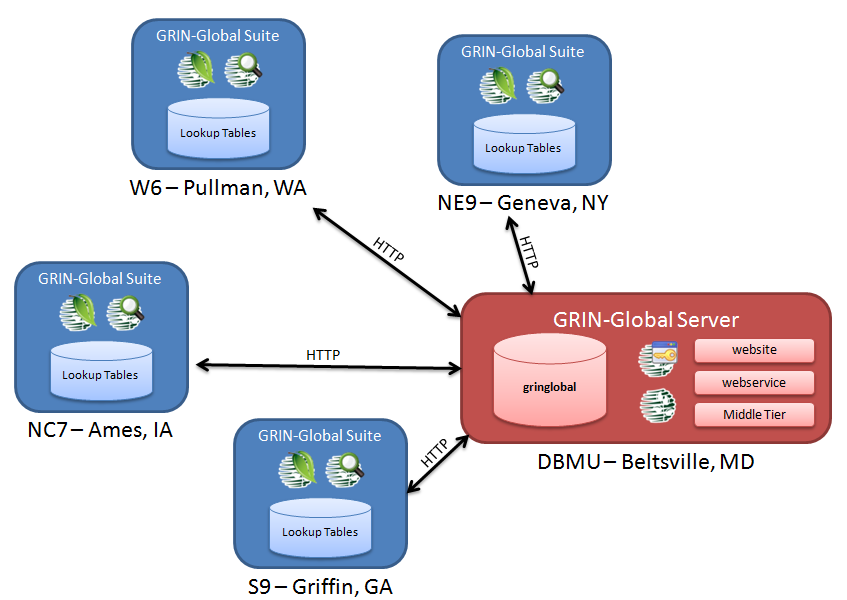 GRIN-Global Suite
Lookup Tables
W6 – Pullman, WA
GRIN-Global Suite
Lookup Tables
NE9 – Geneva, NY
HTTP
HTTP
GRIN-Global Suite
Lookup Tables
NC7 – Ames, IA
HTTP
GRIN-Global Server
gringlobal
website
webservice
Middle Tier
DBMU – Beltsville, MD
GRIN-Global Suite
Lookup Tables
S9 – Griffin, GA
HTTP